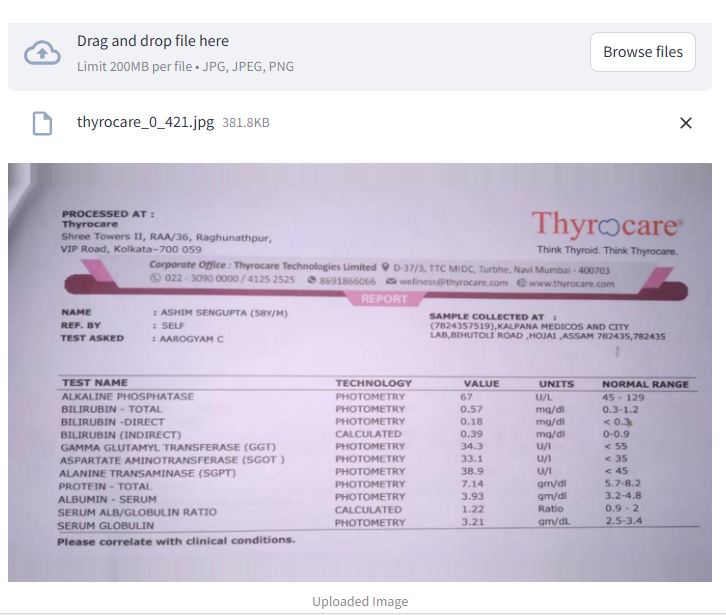 Drag and drop file here
Limit 200MB per file • JPG, JPEG, PNG
Browse files
thyrocare_0_421.jpg 381.8KB
PROCESSED AT :
Thyrocare
Shree Towers II, RAA/36, Raghunathpur,
VIP Road, Kolkata-700 059
Thyrocare®
Think Thyroid. Think Thyrocare.
Corporate Office : Thyrocare Technologies Limited D-37/3, TTC MIDC, Turbhe, Navi Mumbai - 400703
022 - 3090 0000 / 4125 2525 8691866066 wellness@thyrocare.com www.thyrocare.com
REPORT
NAME : ASHIM SENGUPTA (58Y/M)
REF. BY : SELF
TEST ASKED : AAROGYAM C
SAMPLE COLLECTED AT :
(7824357519),KALPANA MEDICOS AND CITY
LAB,BIHUTOLI ROAD ,HOJAI ,ASSAM 782435,782435
TEST NAME TECHNOLOGY VALUE UNITS NORMAL RANGE
ALKALINE PHOSPHATASE PHOTOMETRY 67 U/L 45 - 129
BILIRUBIN - TOTAL PHOTOMETRY 0.57 mg/dl 0.3-1.2
BILIRUBIN -DIRECT PHOTOMETRY 0.18 mg/dl < 0.3
BILIRUBIN (INDIRECT) CALCULATED 0.39 mg/dl 0-0.9
GAMMA GLUTAMYL TRANSFERASE (GGT) PHOTOMETRY 34.3 U/l < 55
ASPARTATE AMINOTRANSFERASE (SGOT ) PHOTOMETRY 33.1 U/l < 35
ALANINE TRANSAMINASE (SGPT) PHOTOMETRY 38.9 U/l < 45
PROTEIN - TOTAL PHOTOMETRY 7.14 gm/dl 5.7-8.2
ALBUMIN - SERUM PHOTOMETRY 3.93 gm/dl 3.2-4.8
SERUM ALB/GLOBULIN RATIO CALCULATED 1.22 Ratio 0.9 - 2
SERUM GLOBULIN PHOTOMETRY 3.21 gm/dL 2.5-3.4
Please correlate with clinical conditions.
Uploaded Image